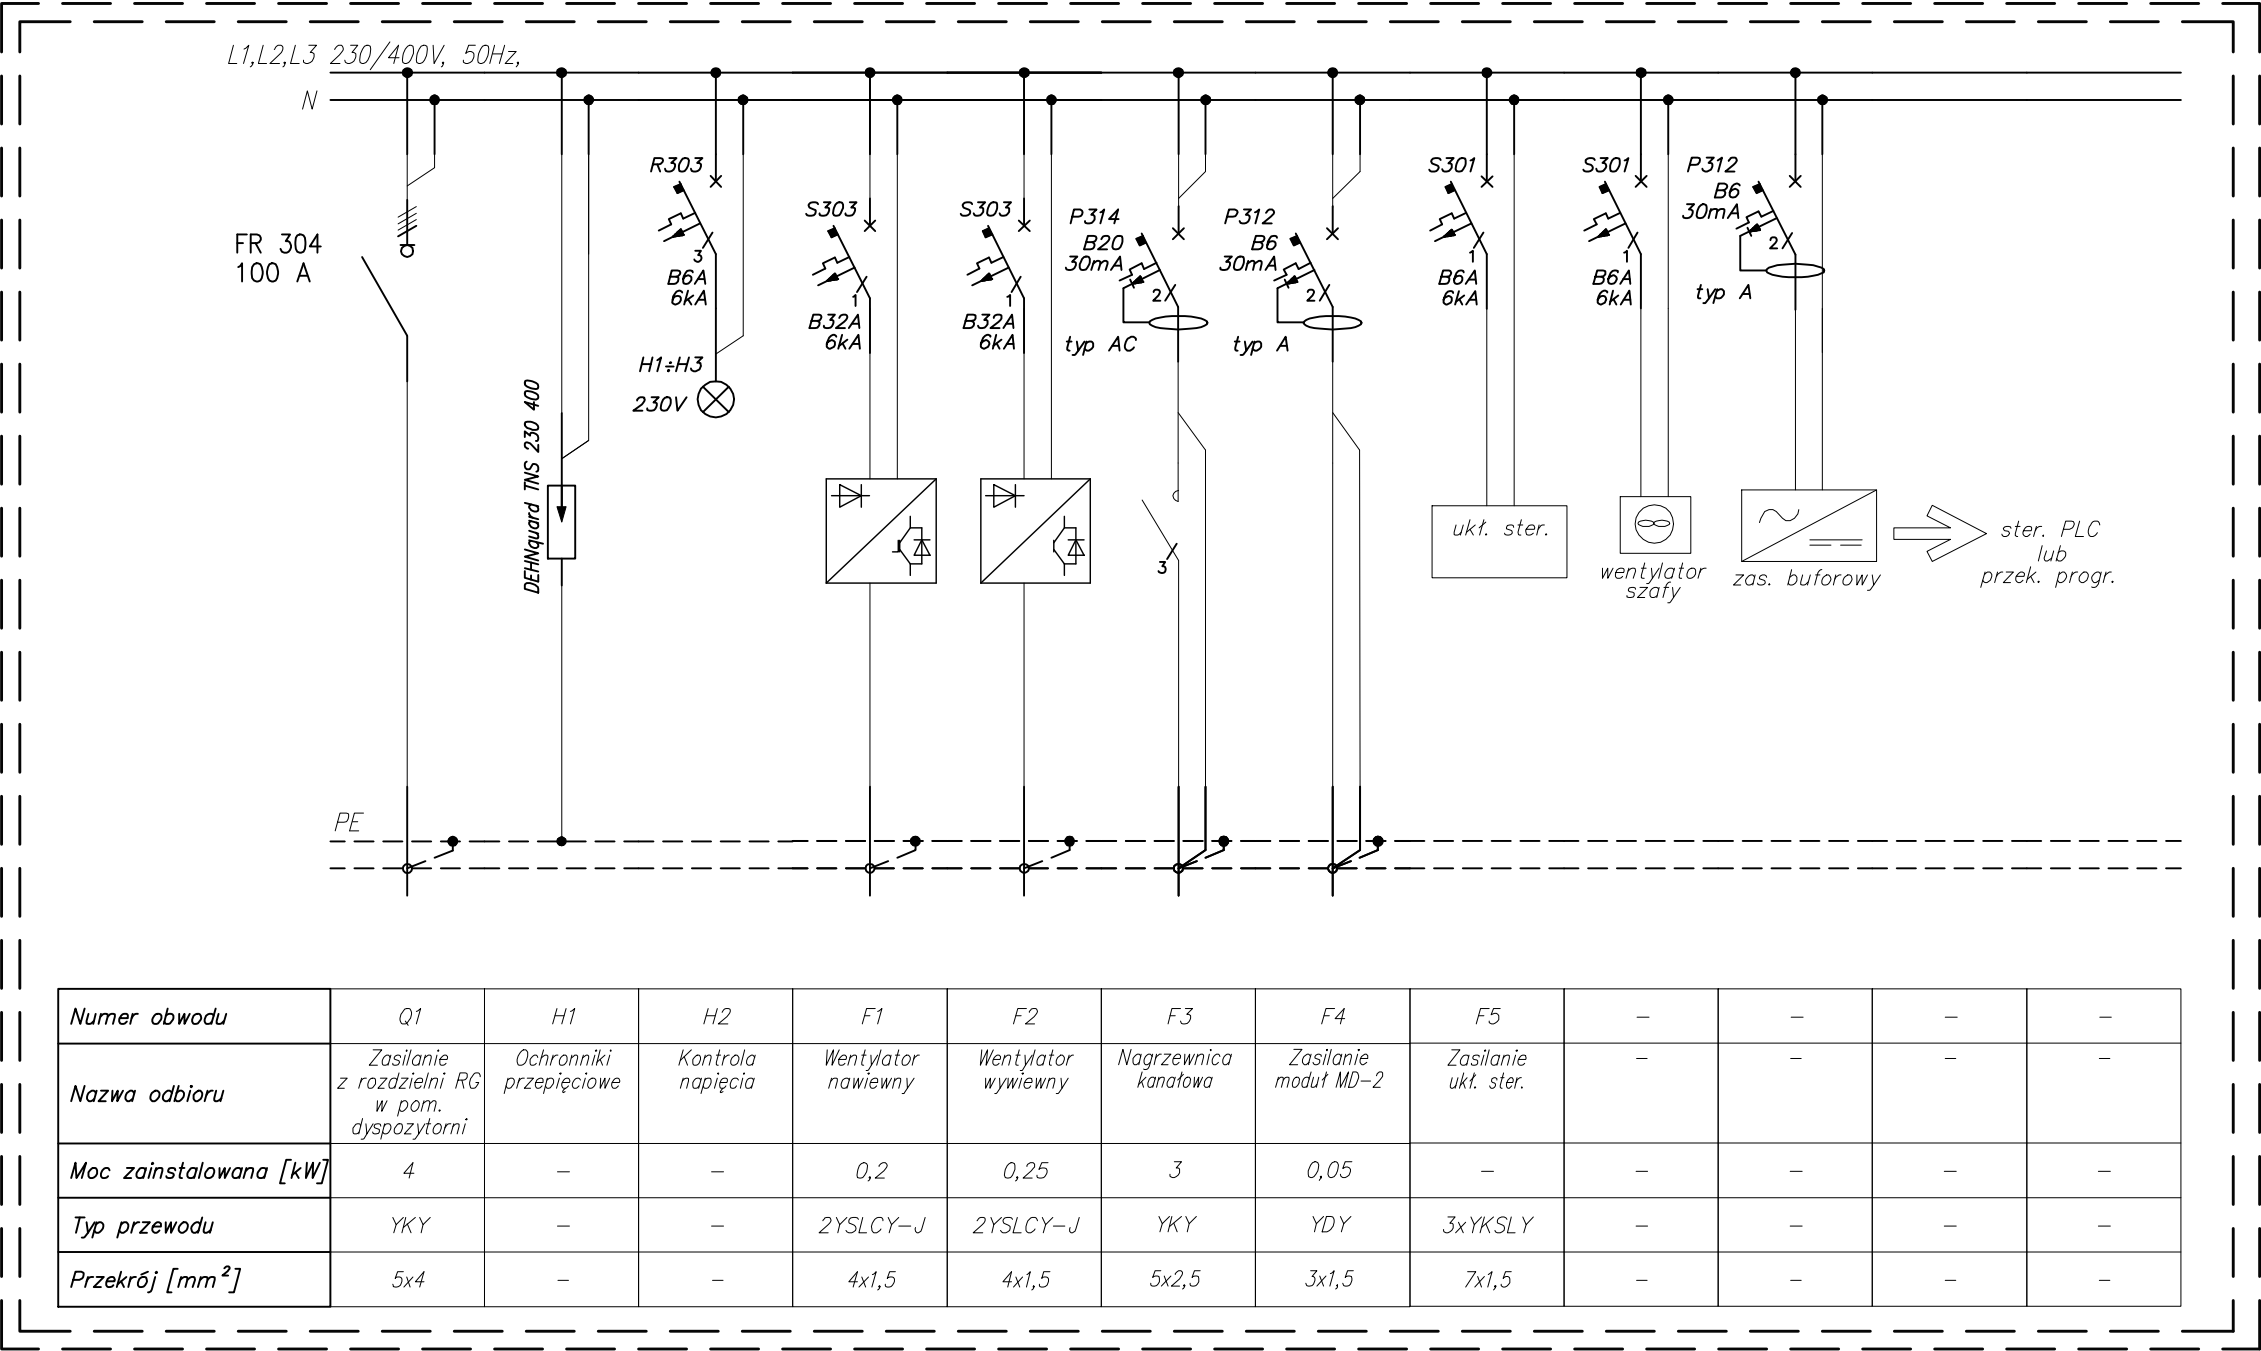 L1,L2,L3 230/400V, 50Hz,
N
FR 304
100 A
DEHNquard TNS 230 400
R303
3
B6A
6kA
H1÷H3
230V
S303
1
B32A
6kA
S303
1
B32A
6kA
P314
B20
30mA
2
typ AC
3
P312
B6
30mA
2
typ A
S301
1
B6A
6kA
ukł. ster.
S301
1
B6A
6kA
wentylator
szafy
P312
B6
30mA
2
typ A
zas. buforowy
ster. PLC
lub
przek. progr.
PE
Numer obwodu Q1 H1 H2 F1 F2 F3 F4 F5 – – – –
Nazwa odbioru
Zasilanie
z rozdzielni RG
w pom.
dyspozytorni
Ochronniki
przepięciowe
Kontrola
napięcia
Wentylator
nawiewny
Wentylator
wywiewny
Nagrzewnica
kanałowa
Zasilanie
moduł MD–2
Zasilanie
ukł. ster.
– – – –
Moc zainstalowana [kW] 4 – – 0,2 0,25 3 0,05 – – – – –
Typ przewodu YKY – – 2YSLCY–J 2YSLCY–J YKY YDY 3xYKSLY – – – –
Przekrój [mm²] 5x4 – – 4x1,5 4x1,5 5x2,5 3x1,5 7x1,5 – – – –